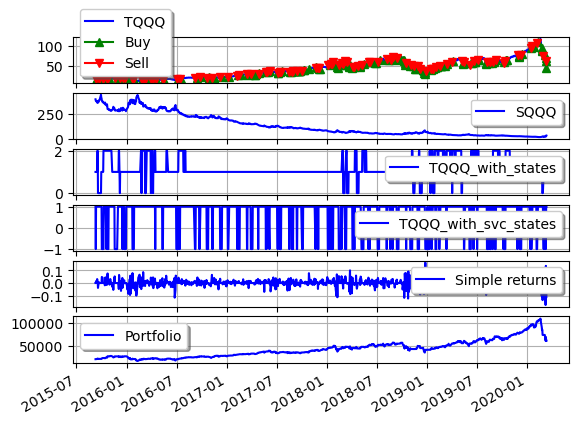 TQQQ
Buy
Sell
100
50
SQQQ
250
0
TQQQ_with_states
2
0
TQQQ_with_svc_states
1
0
−1
Simple returns
0.1
0.0
−0.1
Portfolio
100000
50000
2015-07 2016-01 2016-07 2017-01 2017-07 2018-01 2018-07 2019-01 2019-07 2020-01